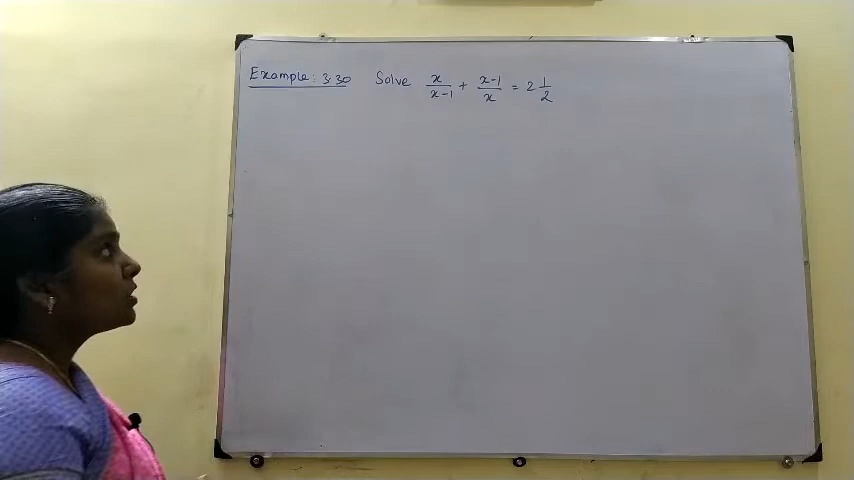 Example: 3.30 Solve x/(x-1) + (x-1)/x = 2 1/2